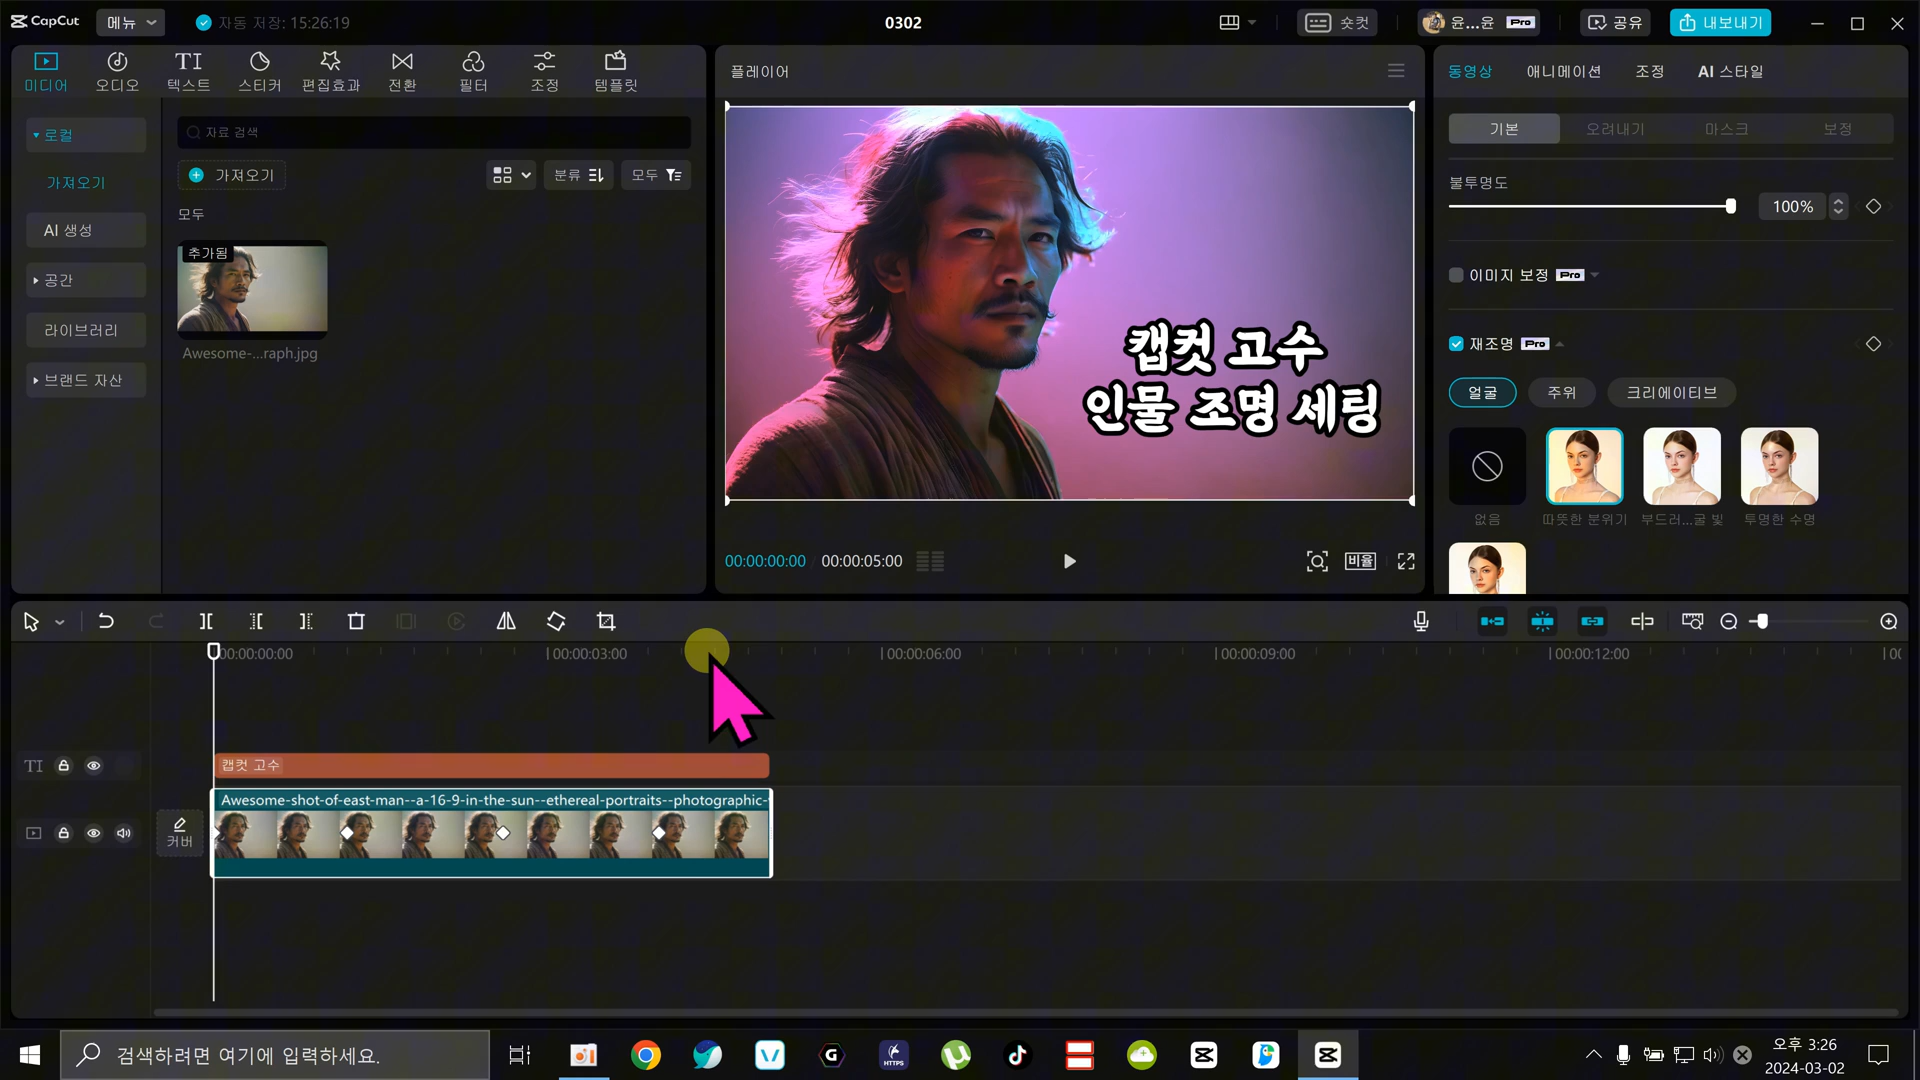 CapCut 메뉴 자동 저장: 15:26:19 0302 숏컷 윤...윤 Pro 공유 내보내기
미디어 오디오 텍스트 스티커 편집효과 전환 필터 조정 템플릿
로컬
가져오기
AI 생성
공간
라이브러리
브랜드 자산
자료 검색
가져오기 분류 모두
모두
추가됨
Awesome-...raph.jpg
플레이어
캡컷 고수
인물 조명 세팅
00:00:00:00 00:00:05:00 비율
동영상 애니메이션 조정 AI 스타일
기본 오려내기 마스크 보정
불투명도
100%
이미지 보정 Pro
재조명 Pro
얼굴 주위 크리에이티브
없음 따뜻한 분위기 부드러...굴 빛 투명한 수명
00:00:00:00 00:00:03:00 00:00:06:00 00:00:09:00 00:00:12:00
TI 캡컷 고수
Awesome-shot-of-east-man--a-16-9-in-the-sun--ethereal-portraits--photographic-
커버
검색하려면 여기에 입력하세요.
HTTPS
오후 3:26
2024-03-02